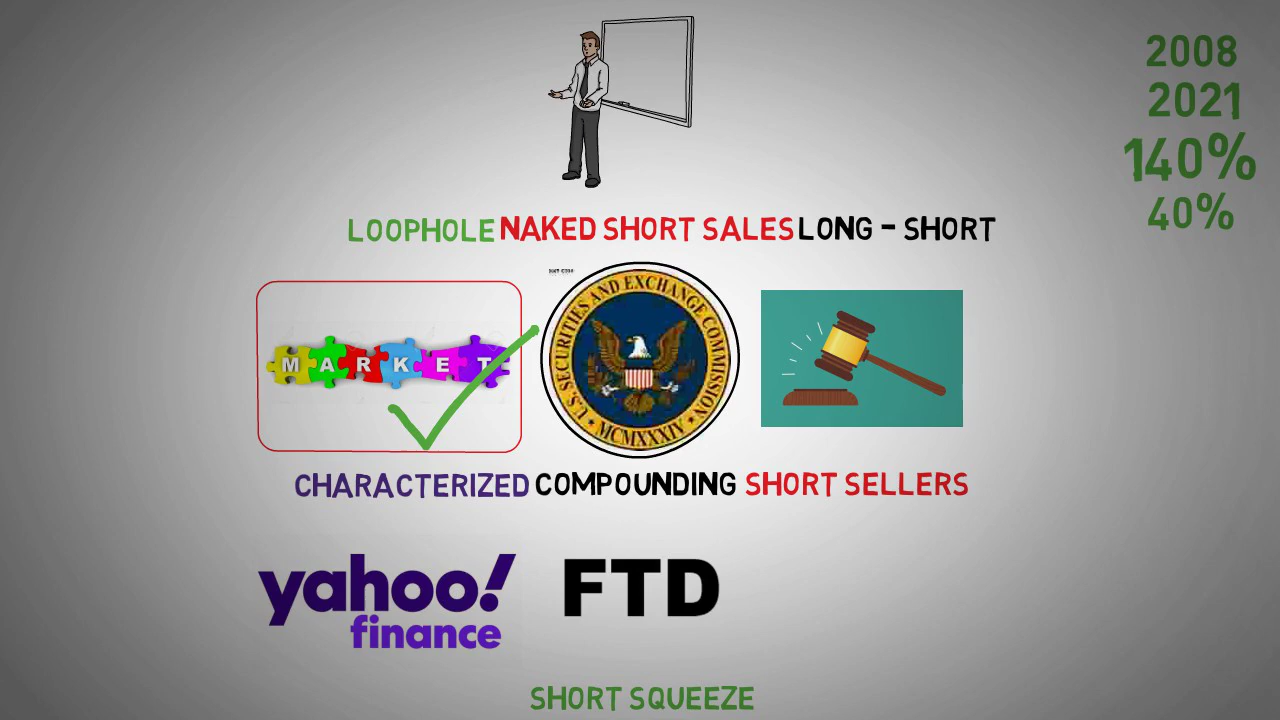 2008
2021
140%
40%
LOOPHOLE NAKED SHORT SALES LONG - SHORT
MARKET
U.S. SECURITIES AND EXCHANGE COMMISSION
MCMXXXIV
CHARACTERIZED COMPOUNDING SHORT SELLERS
yahoo!
finance
FTD
SHORT SQUEEZE